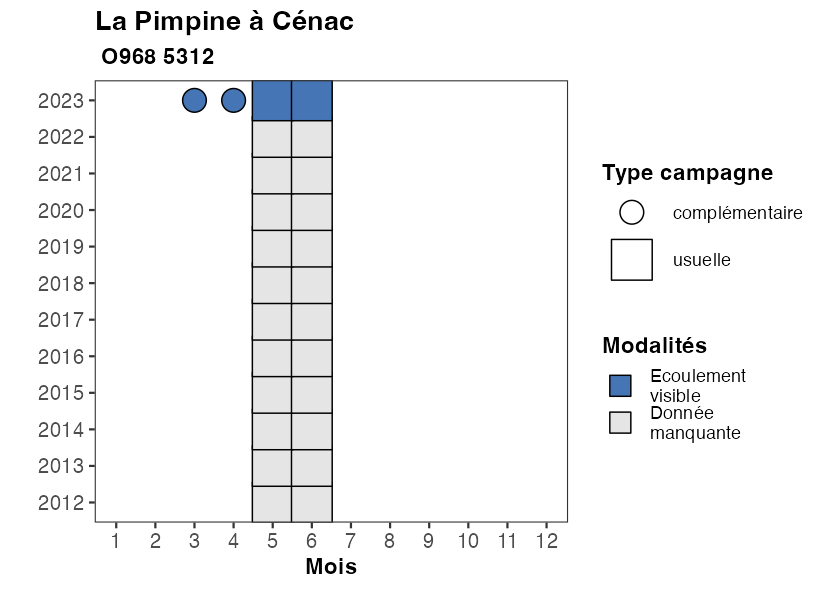 La Pimpine à Cénac
O968 5312
2023
2022
2021
2020
2019
2018
2017
2016
2015
2014
2013
2012
1 2 3 4 5 6 7 8 9 10 11 12
Mois
Type campagne
complémentaire
usuelle
Modalités
Ecoulement
visible
Donnée
manquante